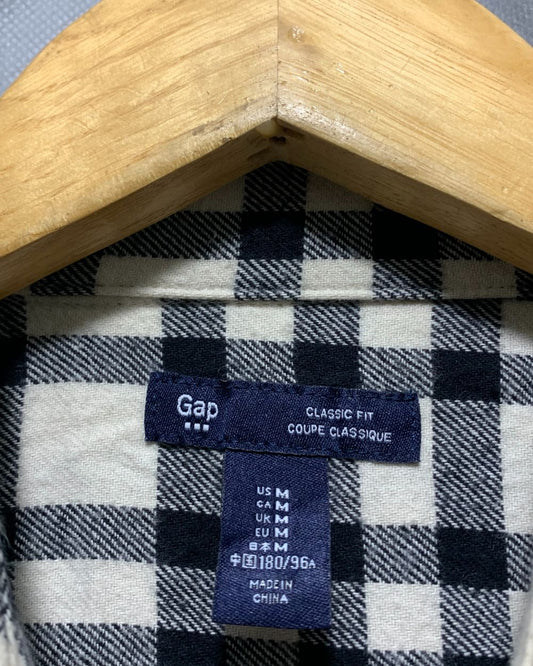 Gap
CLASSIC FIT
COUPE CLASSIQUE
US M
CA M
UK M
EU M
日本 M
中国 180/96A
MADE IN
CHINA